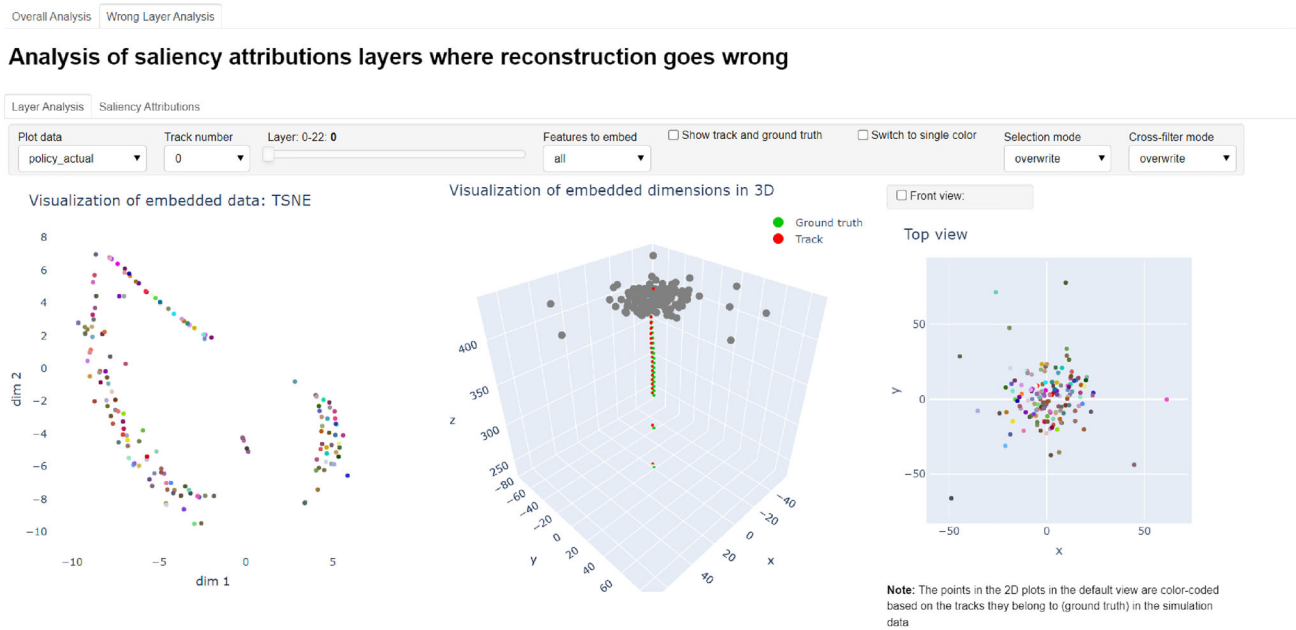 Overall Analysis Wrong Layer Analysis
Analysis of saliency attributions layers where reconstruction goes wrong
Layer Analysis Saliency Attributions
Plot data Track number Layer: 0-22: 0 Features to embed Show track and ground truth Switch to single color Selection mode Cross-filter mode
policy_actual 0 all overwrite overwrite
Visualization of embedded data: TSNE
8
6
4
2
0
−2
−4
−6
−8
−10
dim 2
−10 −5 0 5
dim 1
Visualization of embedded dimensions in 3D
Ground truth
Track
400
350
300
250
z
−80
−60
−40
−20
0
20
40
60
y
−40
−20
0
20
40
x
Front view:
Top view
50
0
−50
y
−50 0 50
x
Note: The points in the 2D plots in the default view are color-coded
based on the tracks they belong to (ground truth) in the simulation
data